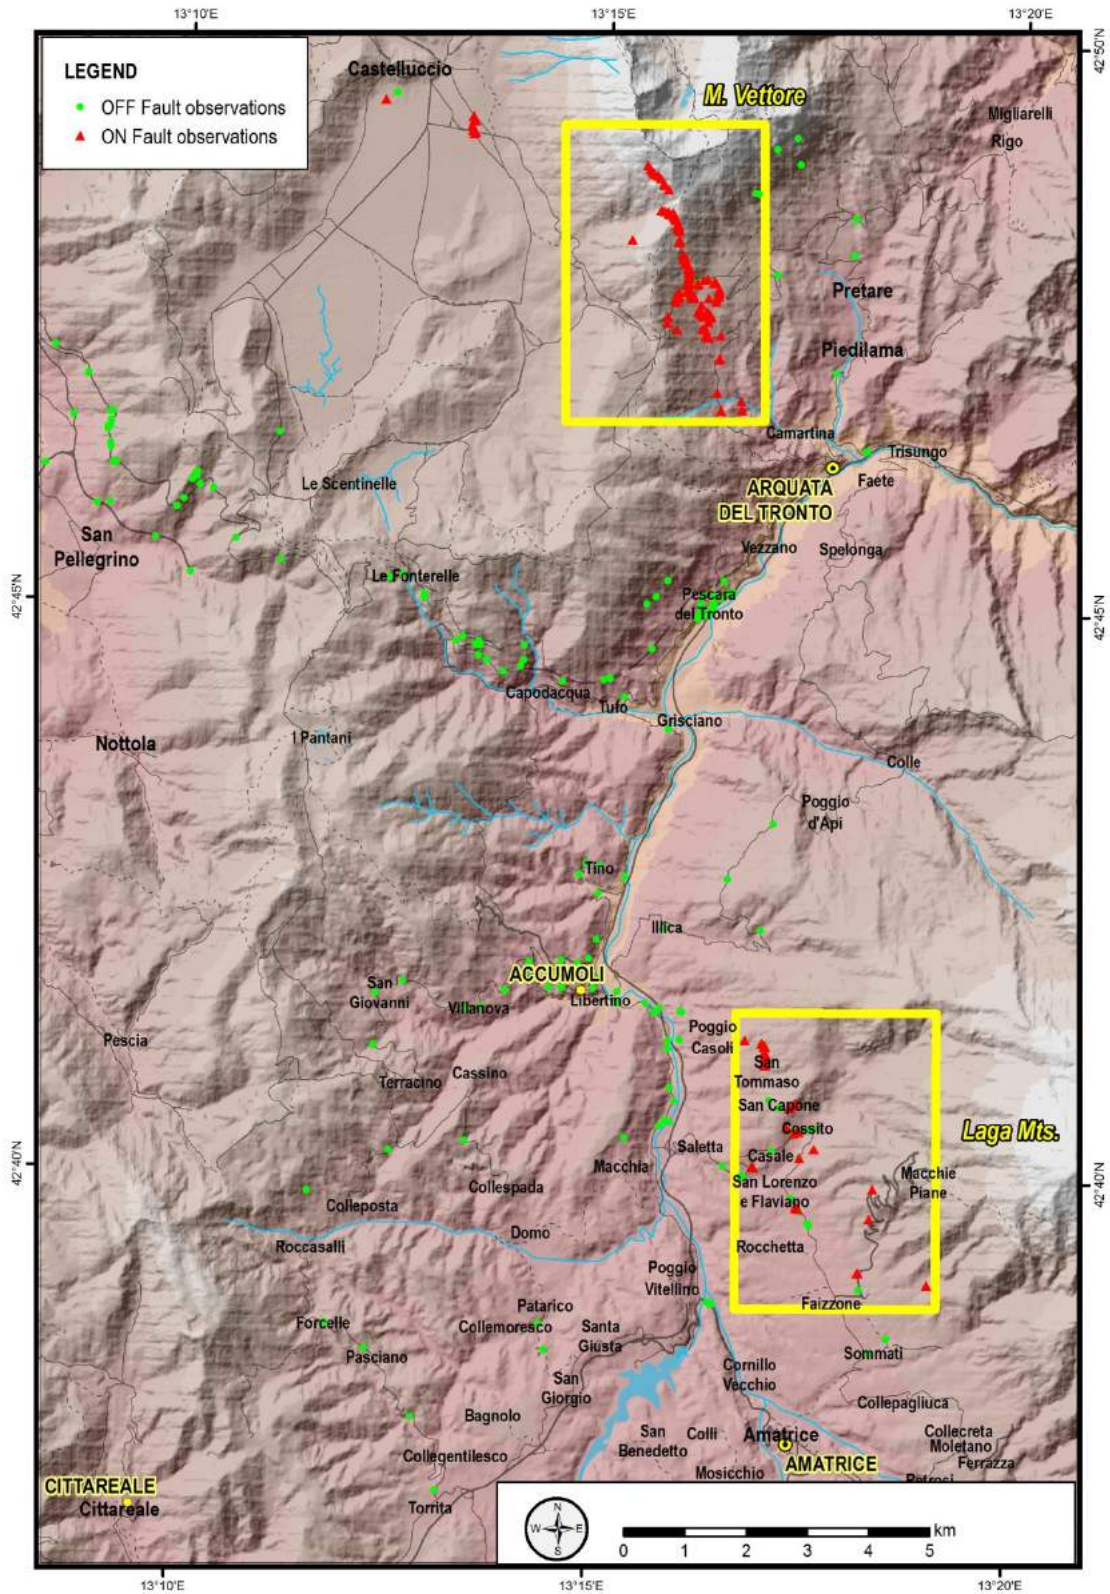 13°10'E
13°15'E
13°20'E
42°50'N
LEGEND
OFF Fault observations
ON Fault observations
Castelluccio
M. Vettore
Migliarelli
Rigo
Pretare
Piedilama
Camartina
Trisungo
Faete
ARQUATA
DEL TRONTO
Le Scentinelle
San
Pellegrino
Vezzano
Spelonga
Le Fonterelle
42°45'N
42°45'N
Pescara
del Tronto
Capodacqua
Tufo
Grisciano
I Pantani
Nottola
Colle
Poggio
d'Api
Tino
Illica
ACCUMOLI
Libertino
San
Giovanni
Villanova
Poggio
Casoli
Pescia
Cassino
Terracino
San
Tommaso
San Capone
Cossito
Laga Mts.
Saletta
Casale
42°40'N
42°40'N
Macchia
Macchie
Piane
San Lorenzo
e Flaviano
Collespada
Colleposta
Domo
Roccasalli
Rocchetta
Poggio
Vitellino
Faizzone
Patarico
Collemoresco
Santa
Giusta
Forcelle
Pasciano
Sommati
Cornillo
Vecchio
San
Giorgio
Bagnolo
Collepagliuca
San
Benedetto
Colli
Amatrice
AMATRICE
Collecreta
Moletano
Ferrazza
Collegentilesco
Mosicchio
Petrosi
CITTAREALE
Cittareale
Torrita
N
W
E
S
km
0
1
2
3
4
5
13°10'E
13°15'E
13°20'E